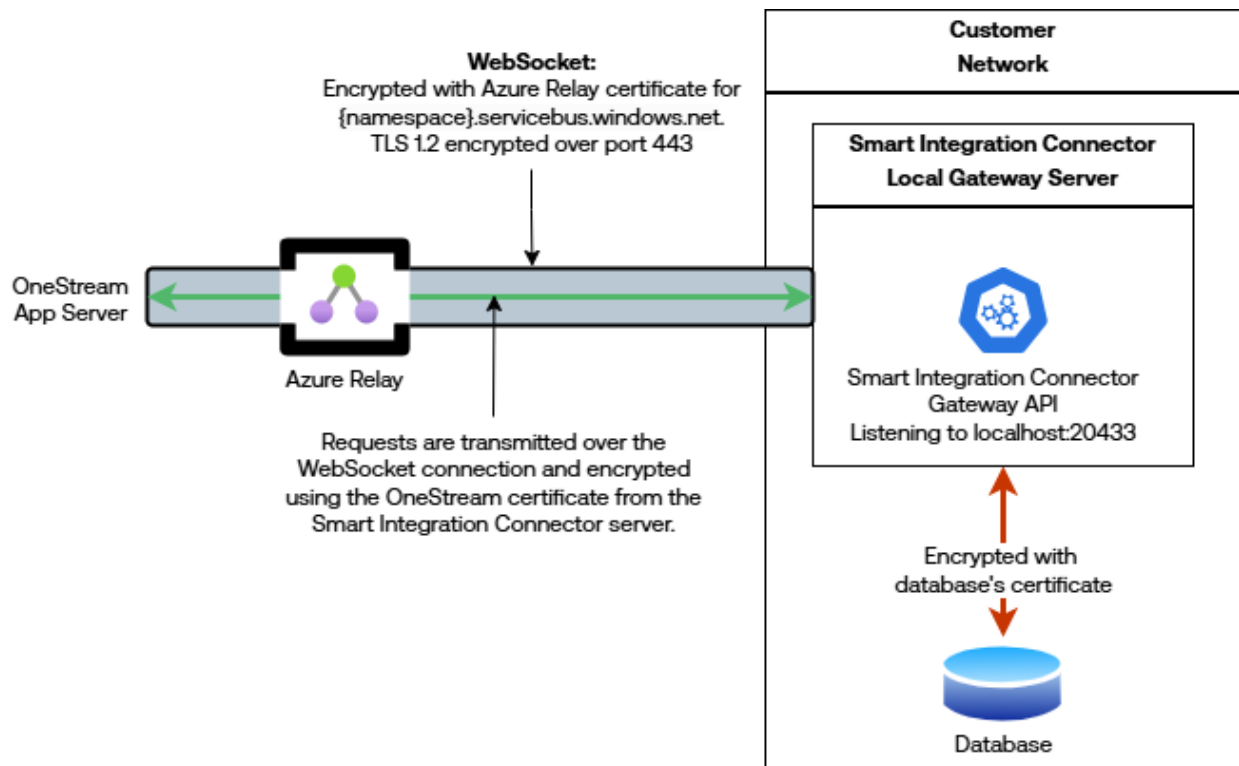 Customer
Network
WebSocket:
Encrypted with Azure Relay certificate for
{namespace}.servicebus.windows.net.
TLS 1.2 encrypted over port 443
Smart Integration Connector
Local Gateway Server
OneStream
App Server
Azure Relay
Smart Integration Connector
Gateway API
Listening to localhost:20433
Requests are transmitted over the
WebSocket connection and encrypted
using the OneStream certificate from the
Smart Integration Connector server.
Encrypted with
database's certificate
Database